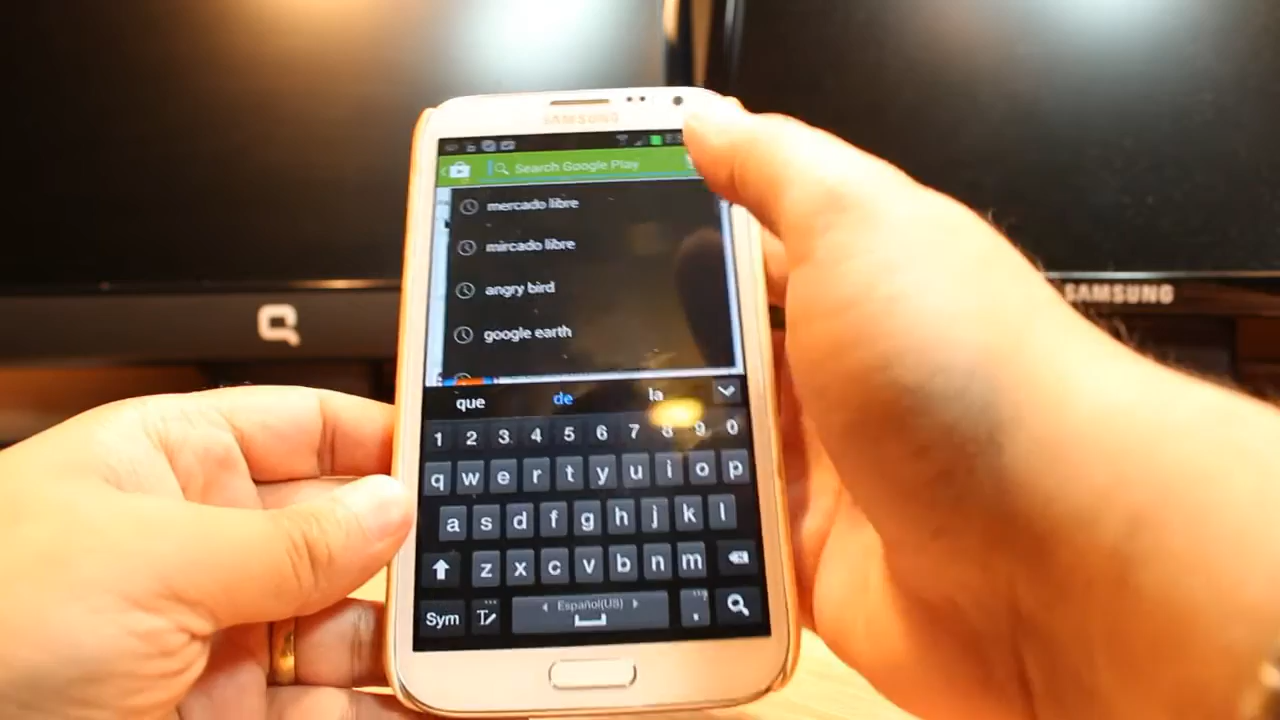 SAMSUNG
Search Google Play
mercado libre
mircado libre
angry bird
google earth
SAMSUNG
que de la
1 2 3 4 5 6 7 8 9 0
q w e r t y u i o p
a s d f g h j k l
z x c v b n m
Sym Español(US) .